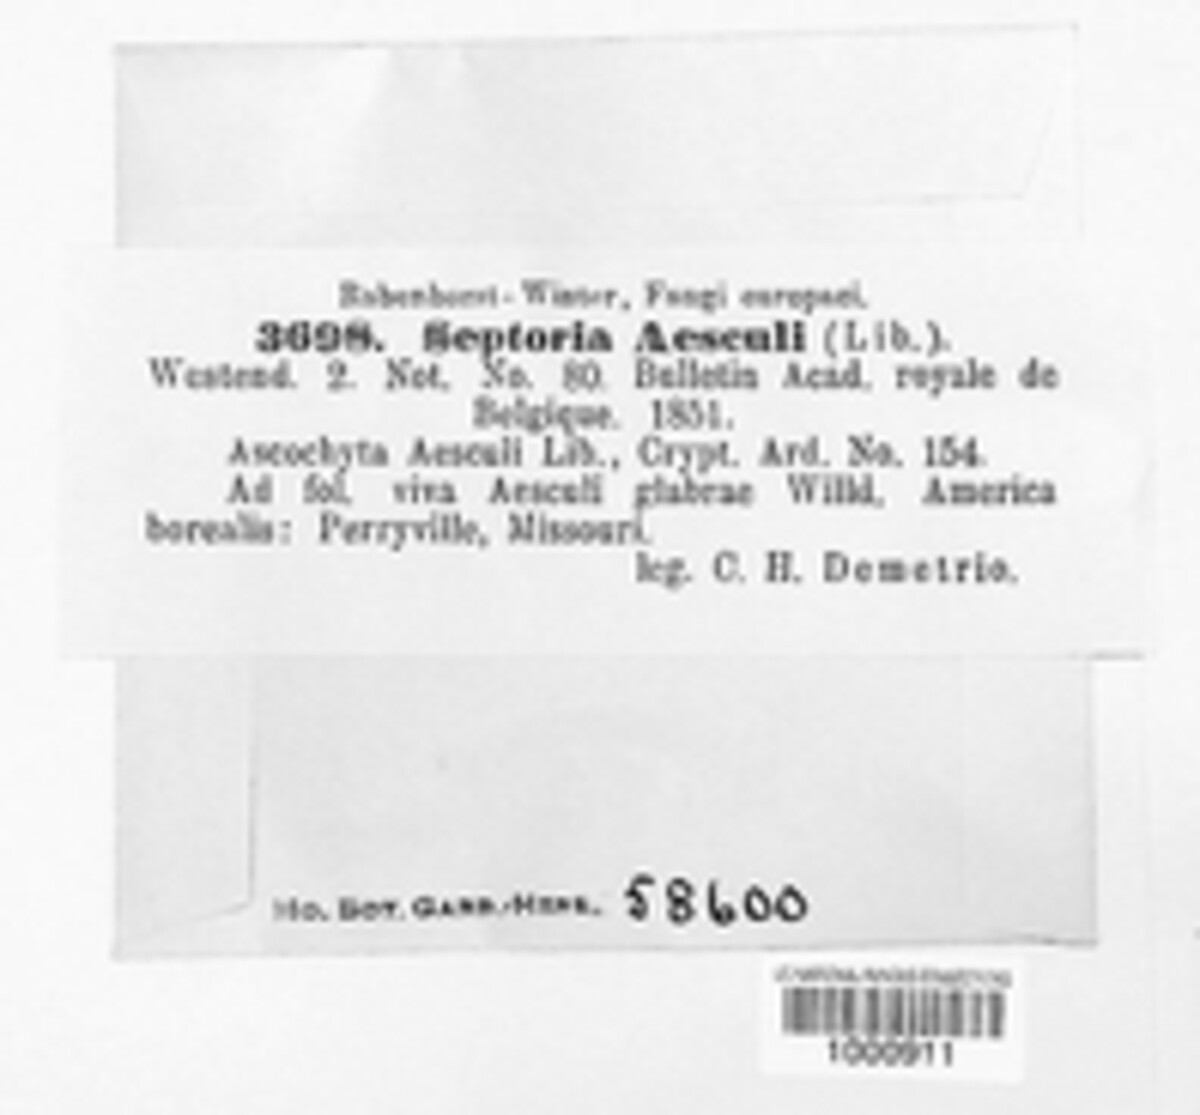 Rabenhorst-Winter, Fungi europaei.
3698. Septoria Aesculi (Lib.).
Westend. 2. Not. No. 80. Bulletin Acad. royale de
Belgique. 1851.
Ascochyta Aesculi Lib., Crypt. Ard. No. 154.
Ad fol. viva Aesculi glabrae Willd. America
borealis: Perryville, Missouri.
leg. C. H. Demetrio.
Mo. Bot. Gard.-Herb. 58600
1000911